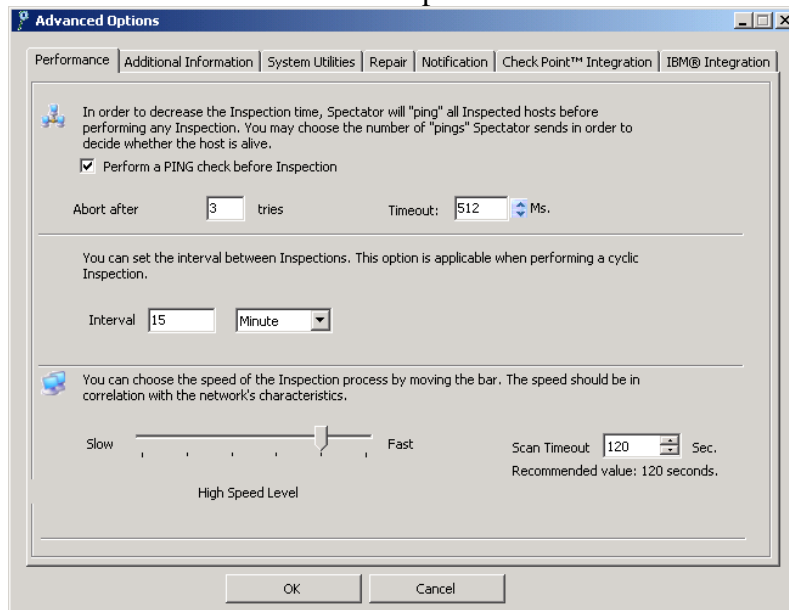 Advanced Options
Performance Additional Information System Utilities Repair Notification Check Point™ Integration IBM® Integration
In order to decrease the Inspection time, Spectator will "ping" all Inspected hosts before
performing any Inspection. You may choose the number of "pings" Spectator sends in order to
decide whether the host is alive.
Perform a PING check before Inspection
Abort after 3 tries Timeout: 512 Ms.
You can set the interval between Inspections. This option is applicable when performing a cyclic
Inspection.
Interval 15 Minute
You can choose the speed of the Inspection process by moving the bar. The speed should be in
correlation with the network's characteristics.
Slow Fast Scan Timeout 120 Sec.
Recommended value: 120 seconds.
High Speed Level
OK Cancel